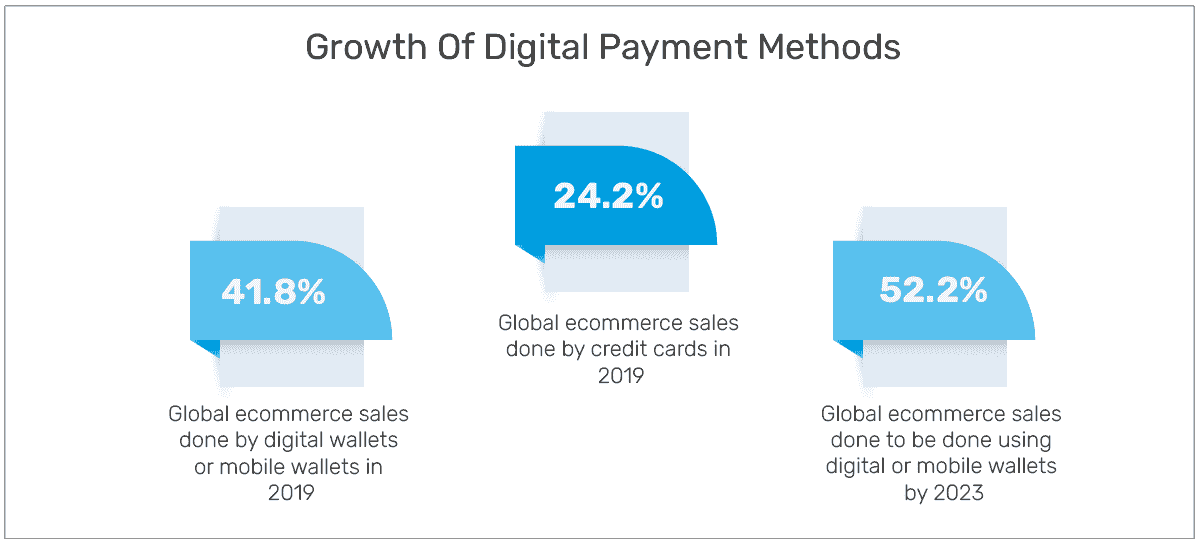 Growth Of Digital Payment Methods
41.8%
Global ecommerce sales
done by digital wallets
or mobile wallets in
2019
24.2%
Global ecommerce sales
done by credit cards in
2019
52.2%
Global ecommerce sales
done to be done using
digital or mobile wallets
by 2023